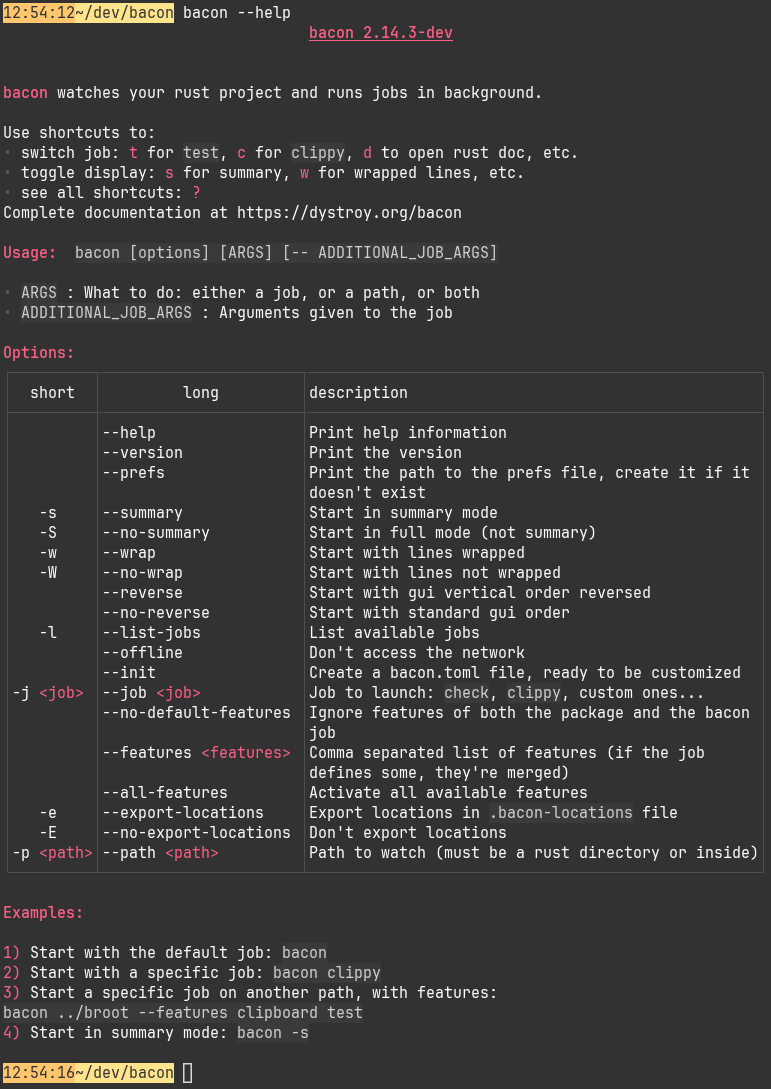 12:54:12~/dev/bacon bacon --help
bacon 2.14.3-dev
bacon watches your rust project and runs jobs in background.
Use shortcuts to:
• switch job: t for test, c for clippy, d to open rust doc, etc.
• toggle display: s for summary, w for wrapped lines, etc.
• see all shortcuts: ?
Complete documentation at https://dystroy.org/bacon
Usage: bacon [options] [ARGS] [-- ADDITIONAL_JOB_ARGS]
• ARGS : What to do: either a job, or a path, or both
• ADDITIONAL_JOB_ARGS : Arguments given to the job
Options:
short long description
--help Print help information
--version Print the version
--prefs Print the path to the prefs file, create it if it
doesn't exist
-s --summary Start in summary mode
-S --no-summary Start in full mode (not summary)
-w --wrap Start with lines wrapped
-W --no-wrap Start with lines not wrapped
--reverse Start with gui vertical order reversed
--no-reverse Start with standard gui order
-l --list-jobs List available jobs
--offline Don't access the network
--init Create a bacon.toml file, ready to be customized
-j <job> --job <job> Job to launch: check, clippy, custom ones...
--no-default-features Ignore features of both the package and the bacon
job
--features <features> Comma separated list of features (if the job
defines some, they're merged)
--all-features Activate all available features
-e --export-locations Export locations in .bacon-locations file
-E --no-export-locations Don't export locations
-p <path> --path <path> Path to watch (must be a rust directory or inside)
Examples:
1) Start with the default job: bacon
2) Start with a specific job: bacon clippy
3) Start a specific job on another path, with features:
bacon ../broot --features clipboard test
4) Start in summary mode: bacon -s
12:54:16~/dev/bacon